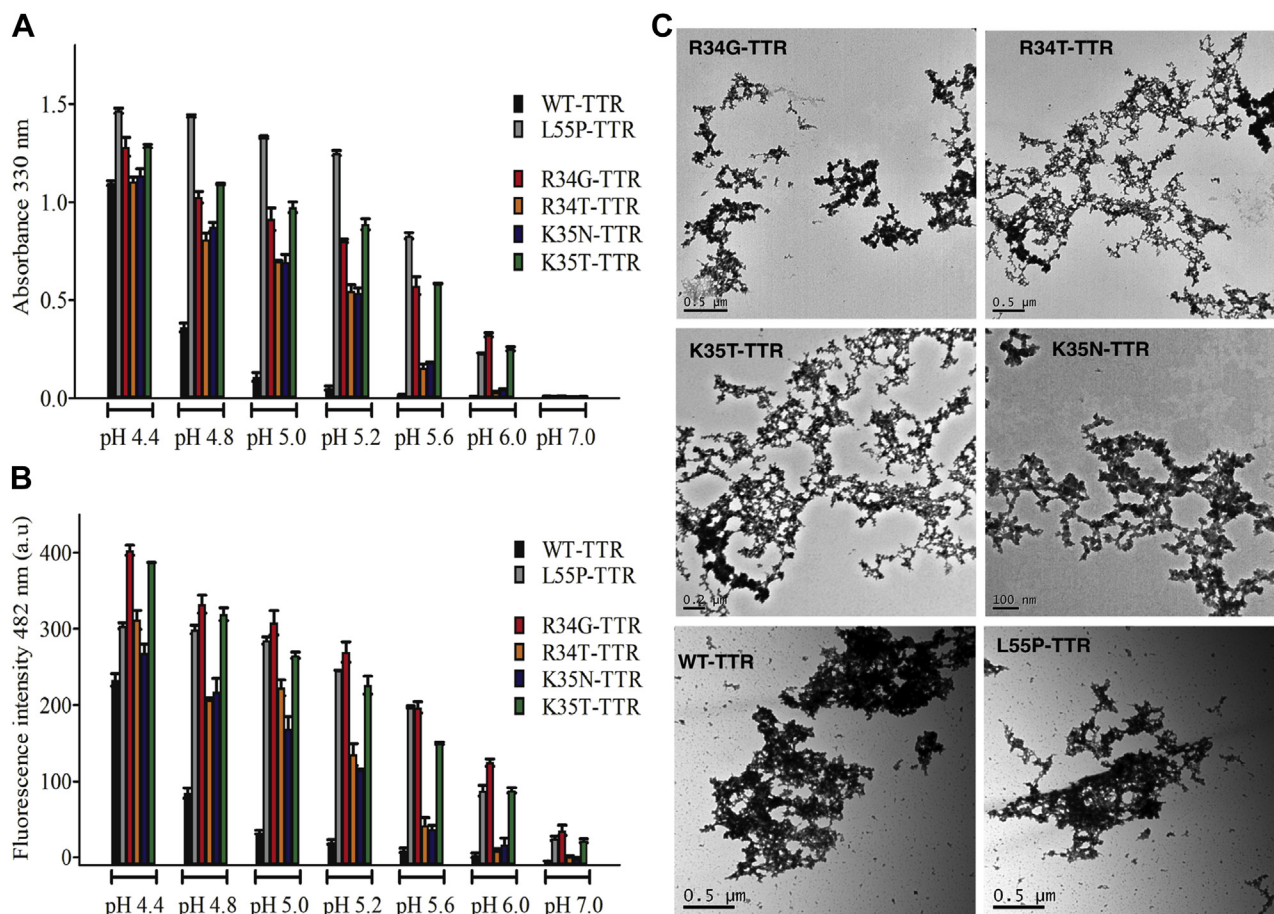 A
Absorbance 330 nm
1.5
1.0
0.5
0.0
WT-TTR
L55P-TTR
R34G-TTR
R34T-TTR
K35N-TTR
K35T-TTR
pH 4.4 pH 4.8 pH 5.0 pH 5.2 pH 5.6 pH 6.0 pH 7.0
B
Fluorescence intensity 482 nm (a.u)
400
300
200
100
0
WT-TTR
L55P-TTR
R34G-TTR
R34T-TTR
K35N-TTR
K35T-TTR
pH 4.4 pH 4.8 pH 5.0 pH 5.2 pH 5.6 pH 6.0 pH 7.0
C
R34G-TTR
0.5 µm
R34T-TTR
0.5 µm
K35T-TTR
0.2 µm
K35N-TTR
100 nm
WT-TTR
0.5 µm
L55P-TTR
0.5 µm